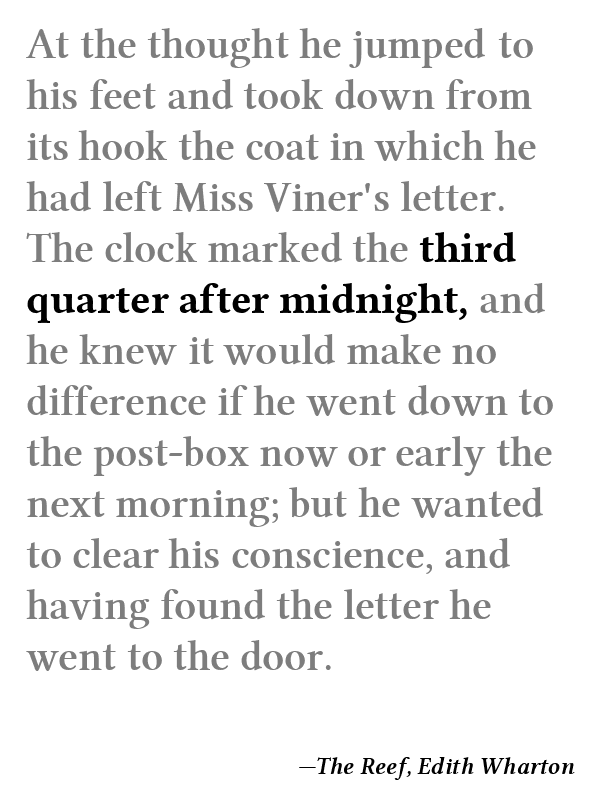 At the thought he jumped to
his feet and took down from
its hook the coat in which he
had left Miss Viner's letter.
The clock marked the third
quarter after midnight, and
he knew it would make no
difference if he went down to
the post-box now or early the
next morning; but he wanted
to clear his conscience, and
having found the letter he
went to the door.
—The Reef, Edith Wharton